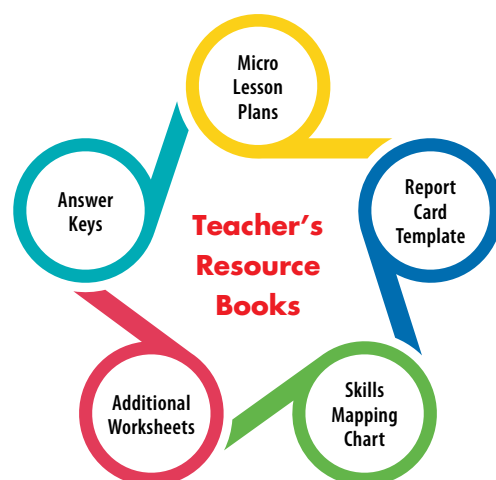 Micro
Lesson
Plans
Answer
Keys
Report
Card
Template
Teacher's
Resource
Books
Additional
Worksheets
Skills
Mapping
Chart